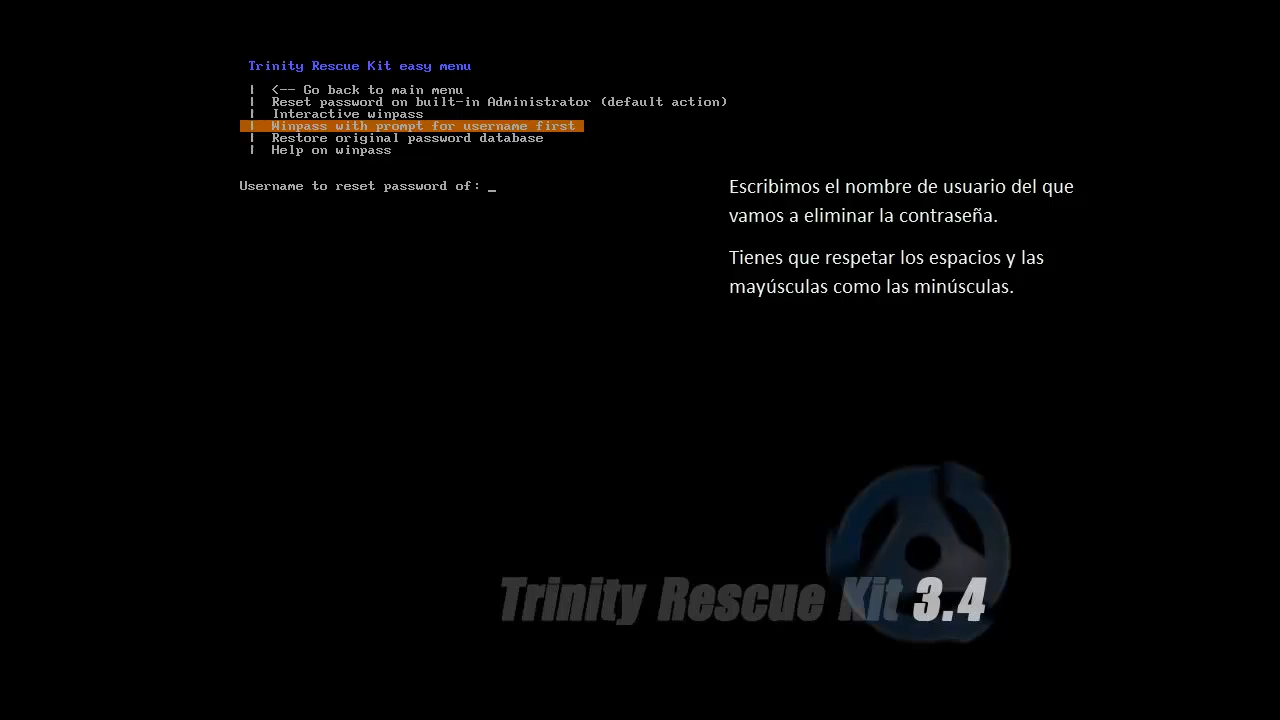 Trinity Rescue Kit easy menu
| <-- Go back to main menu
| Reset password on built-in Administrator (default action)
| Interactive winpass
| Winpass with prompt for username first
| Restore original password database
| Help on winpass
Username to reset password of: _
Escribimos el nombre de usuario del que
vamos a eliminar la contraseña.
Tienes que respetar los espacios y las
mayúsculas como las minúsculas.
Trinity Rescue Kit 3.4